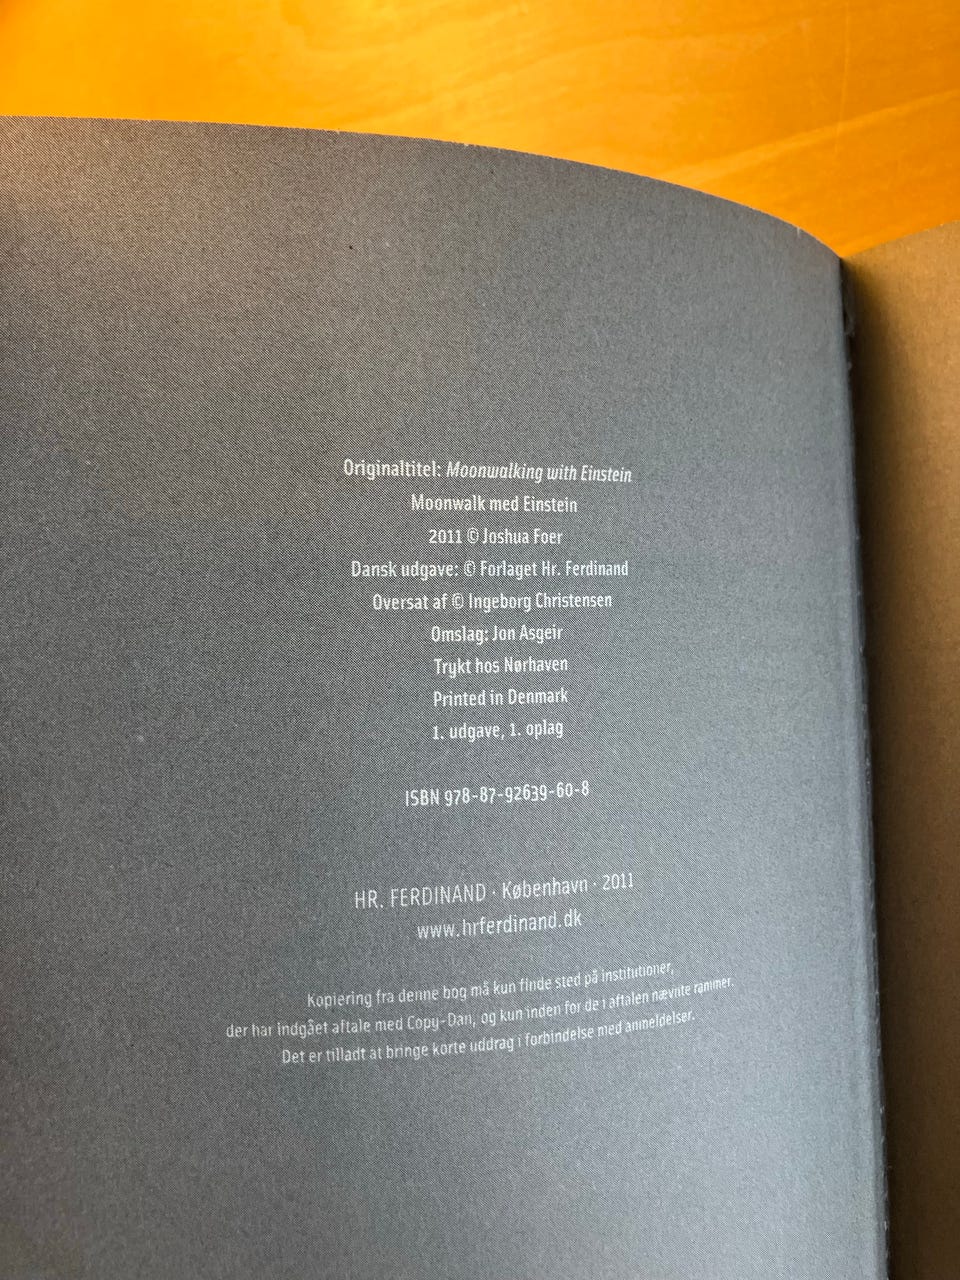 Originaltitel: Moonwalking with Einstein
Moonwalk med Einstein
2011 © Joshua Foer
Dansk udgave: © Forlaget Hr. Ferdinand
Oversat af © Ingeborg Christensen
Omslag: Jon Asgeir
Trykt hos Nørhaven
Printed in Denmark
1. udgave, 1. oplag
ISBN 978-87-92639-60-8
HR. FERDINAND · København · 2011
www.hrferdinand.dk
Kopiering fra denne bog må kun finde sted på institutioner,
der har indgået aftale med Copy-Dan, og kun inden for de i aftalen nævnte rammer.
Det er tilladt at bringe korte uddrag i forbindelse med anmeldelser.